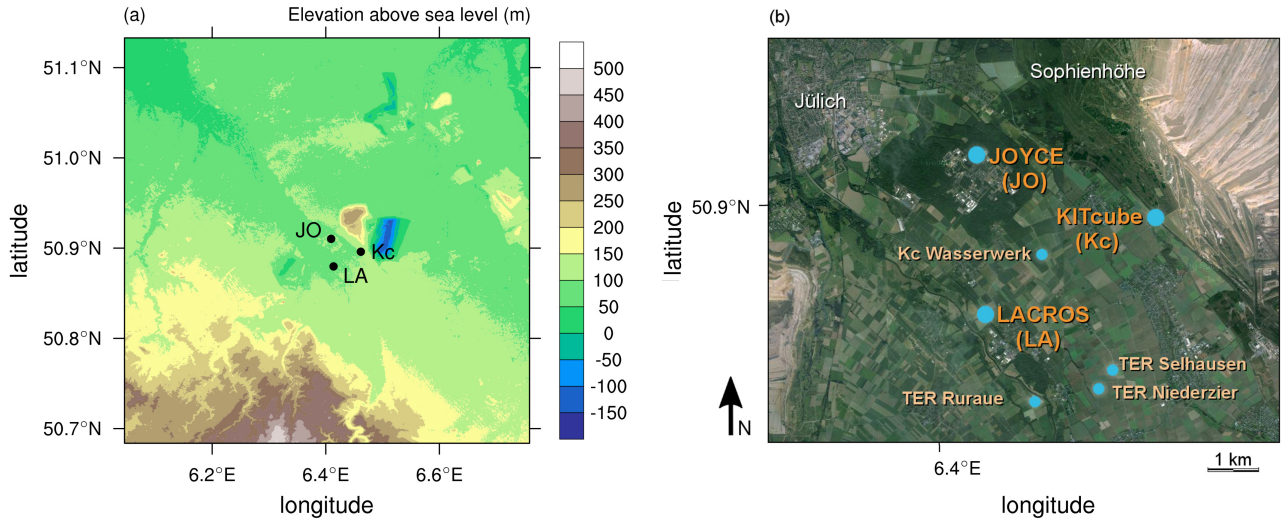 (a)
Elevation above sea level (m)
51.1°N
51.0°N
50.9°N
50.8°N
50.7°N
latitude
6.2°E
6.4°E
6.6°E
longitude
JO
Kc
LA
500
450
400
350
300
250
200
150
100
50
0
-50
-100
-150
(b)
Sophienhöhe
Jülich
JOYCE
(JO)
KITcube
(Kc)
Kc Wasserwerk
LACROS
(LA)
TER Selhausen
TER Niederzier
TER Ruraue
50.9°N
latitude
N
6.4°E
1 km
longitude